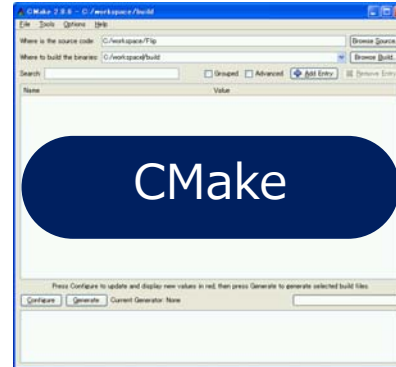 CMake 2.8.8 - C:/workspace/build
File Tools Options Help
Where is the source code: C:/workspace/Flip Browse Source
Where to build the binaries: C:/workspace/build Browse Build...
Search: Grouped Advanced Add Entry Remove Entry
Name Value
CMake
Press Configure to update and display new values in red, then press Generate to generate selected build files.
Configure Generate Current Generator: None